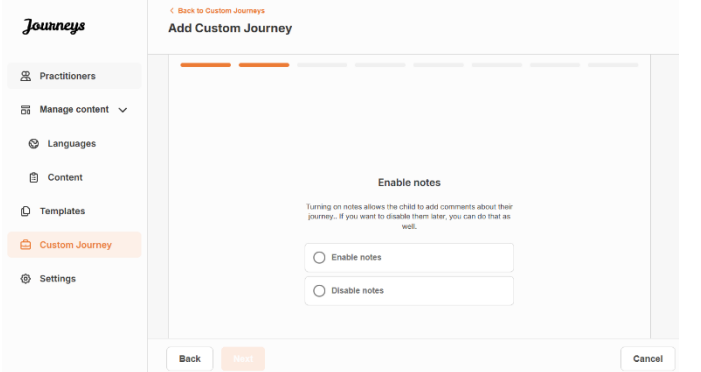 Journeys
Practitioners
Manage content
Languages
Content
Templates
Custom Journey
Settings
Back to Custom Journeys
Add Custom Journey
Enable notes
Turning on notes allows the child to add comments about their
journey.. If you want to disable them later, you can do that as
well.
Enable notes
Disable notes
Back
Next
Cancel